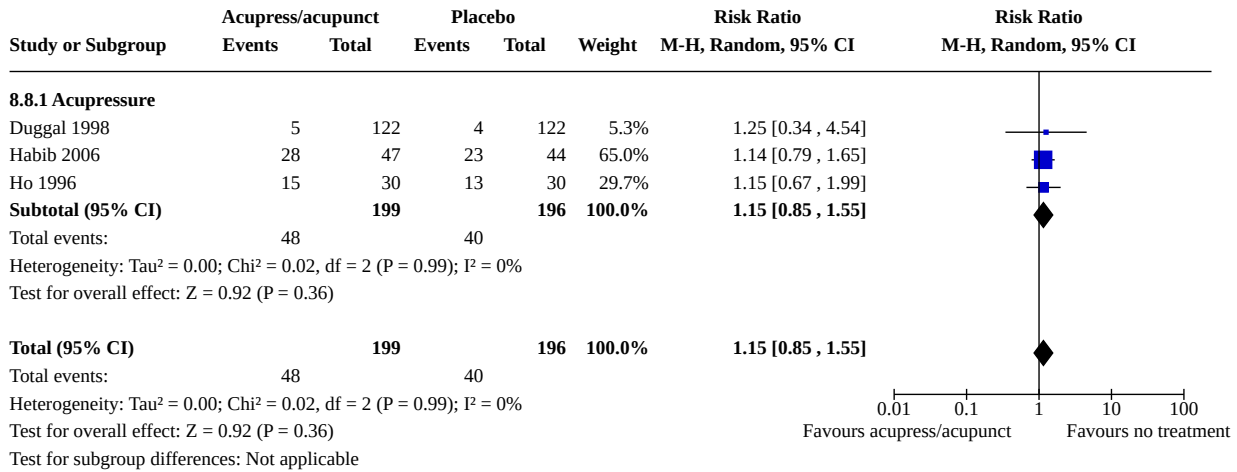 Acupress/acupunct Placebo Risk Ratio Risk Ratio
Study or Subgroup Events Total Events Total Weight M-H, Random, 95% CI M-H, Random, 95% CI
8.8.1 Acupressure
Duggal 1998 5 122 4 122 5.3% 1.25 [0.34 , 4.54]
Habib 2006 28 47 23 44 65.0% 1.14 [0.79 , 1.65]
Ho 1996 15 30 13 30 29.7% 1.15 [0.67 , 1.99]
Subtotal (95% CI) 199 196 100.0% 1.15 [0.85 , 1.55]
Total events: 48 40
Heterogeneity: Tau² = 0.00; Chi² = 0.02, df = 2 (P = 0.99); I² = 0%
Test for overall effect: Z = 0.92 (P = 0.36)
Total (95% CI) 199 196 100.0% 1.15 [0.85 , 1.55]
Total events: 48 40
Heterogeneity: Tau² = 0.00; Chi² = 0.02, df = 2 (P = 0.99); I² = 0%
0.01 0.1 1 10 100
Test for overall effect: Z = 0.92 (P = 0.36) Favours acupress/acupunct Favours no treatment
Test for subgroup differences: Not applicable